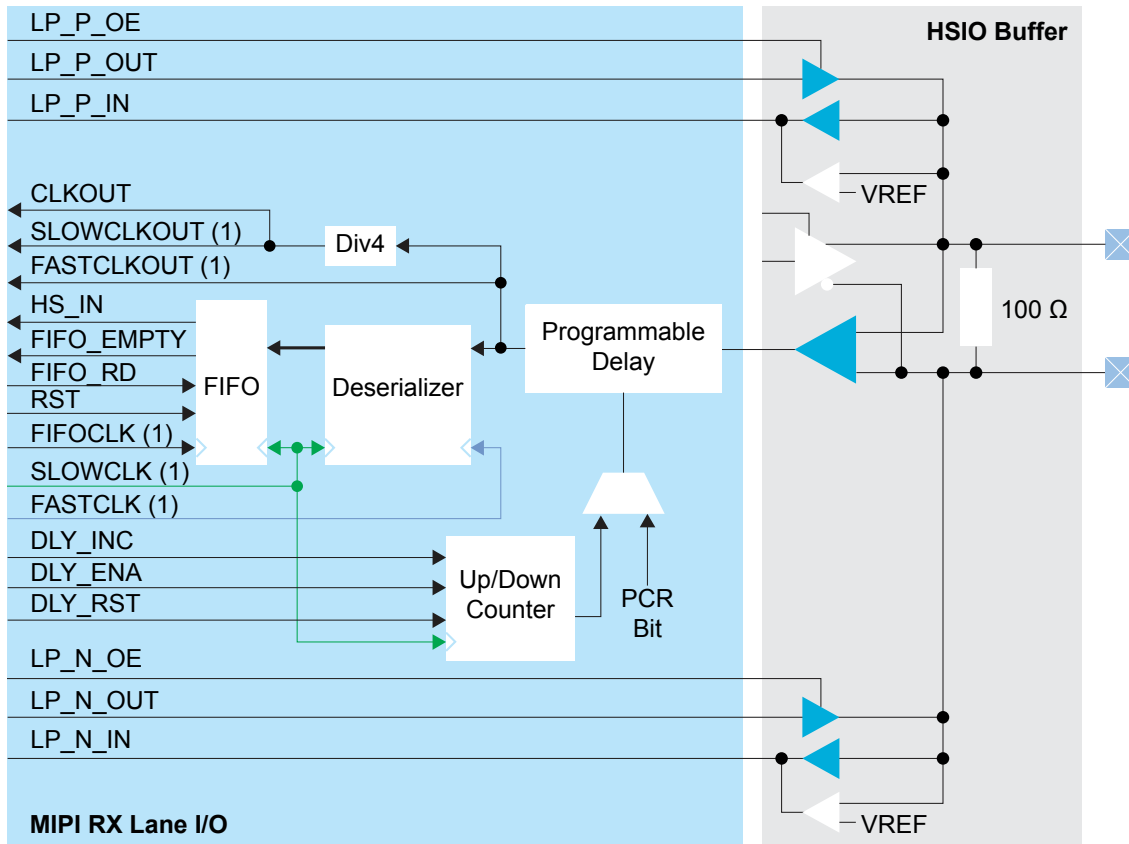 LP_P_OE
HSIO Buffer
LP_P_OUT
LP_P_IN
VREF
CLKOUT
SLOWCLKOUT (1)
Div4
FASTCLKOUT (1)
HS_IN
FIFO_EMPTY
FIFO_RD
RST
FIFOCLK (1)
SLOWCLK (1)
FASTCLK (1)
FIFO
Deserializer
Programmable
Delay
100 Ω
DLY_INC
DLY_ENA
DLY_RST
Up/Down
Counter
PCR
Bit
LP_N_OE
LP_N_OUT
LP_N_IN
VREF
MIPI RX Lane I/O